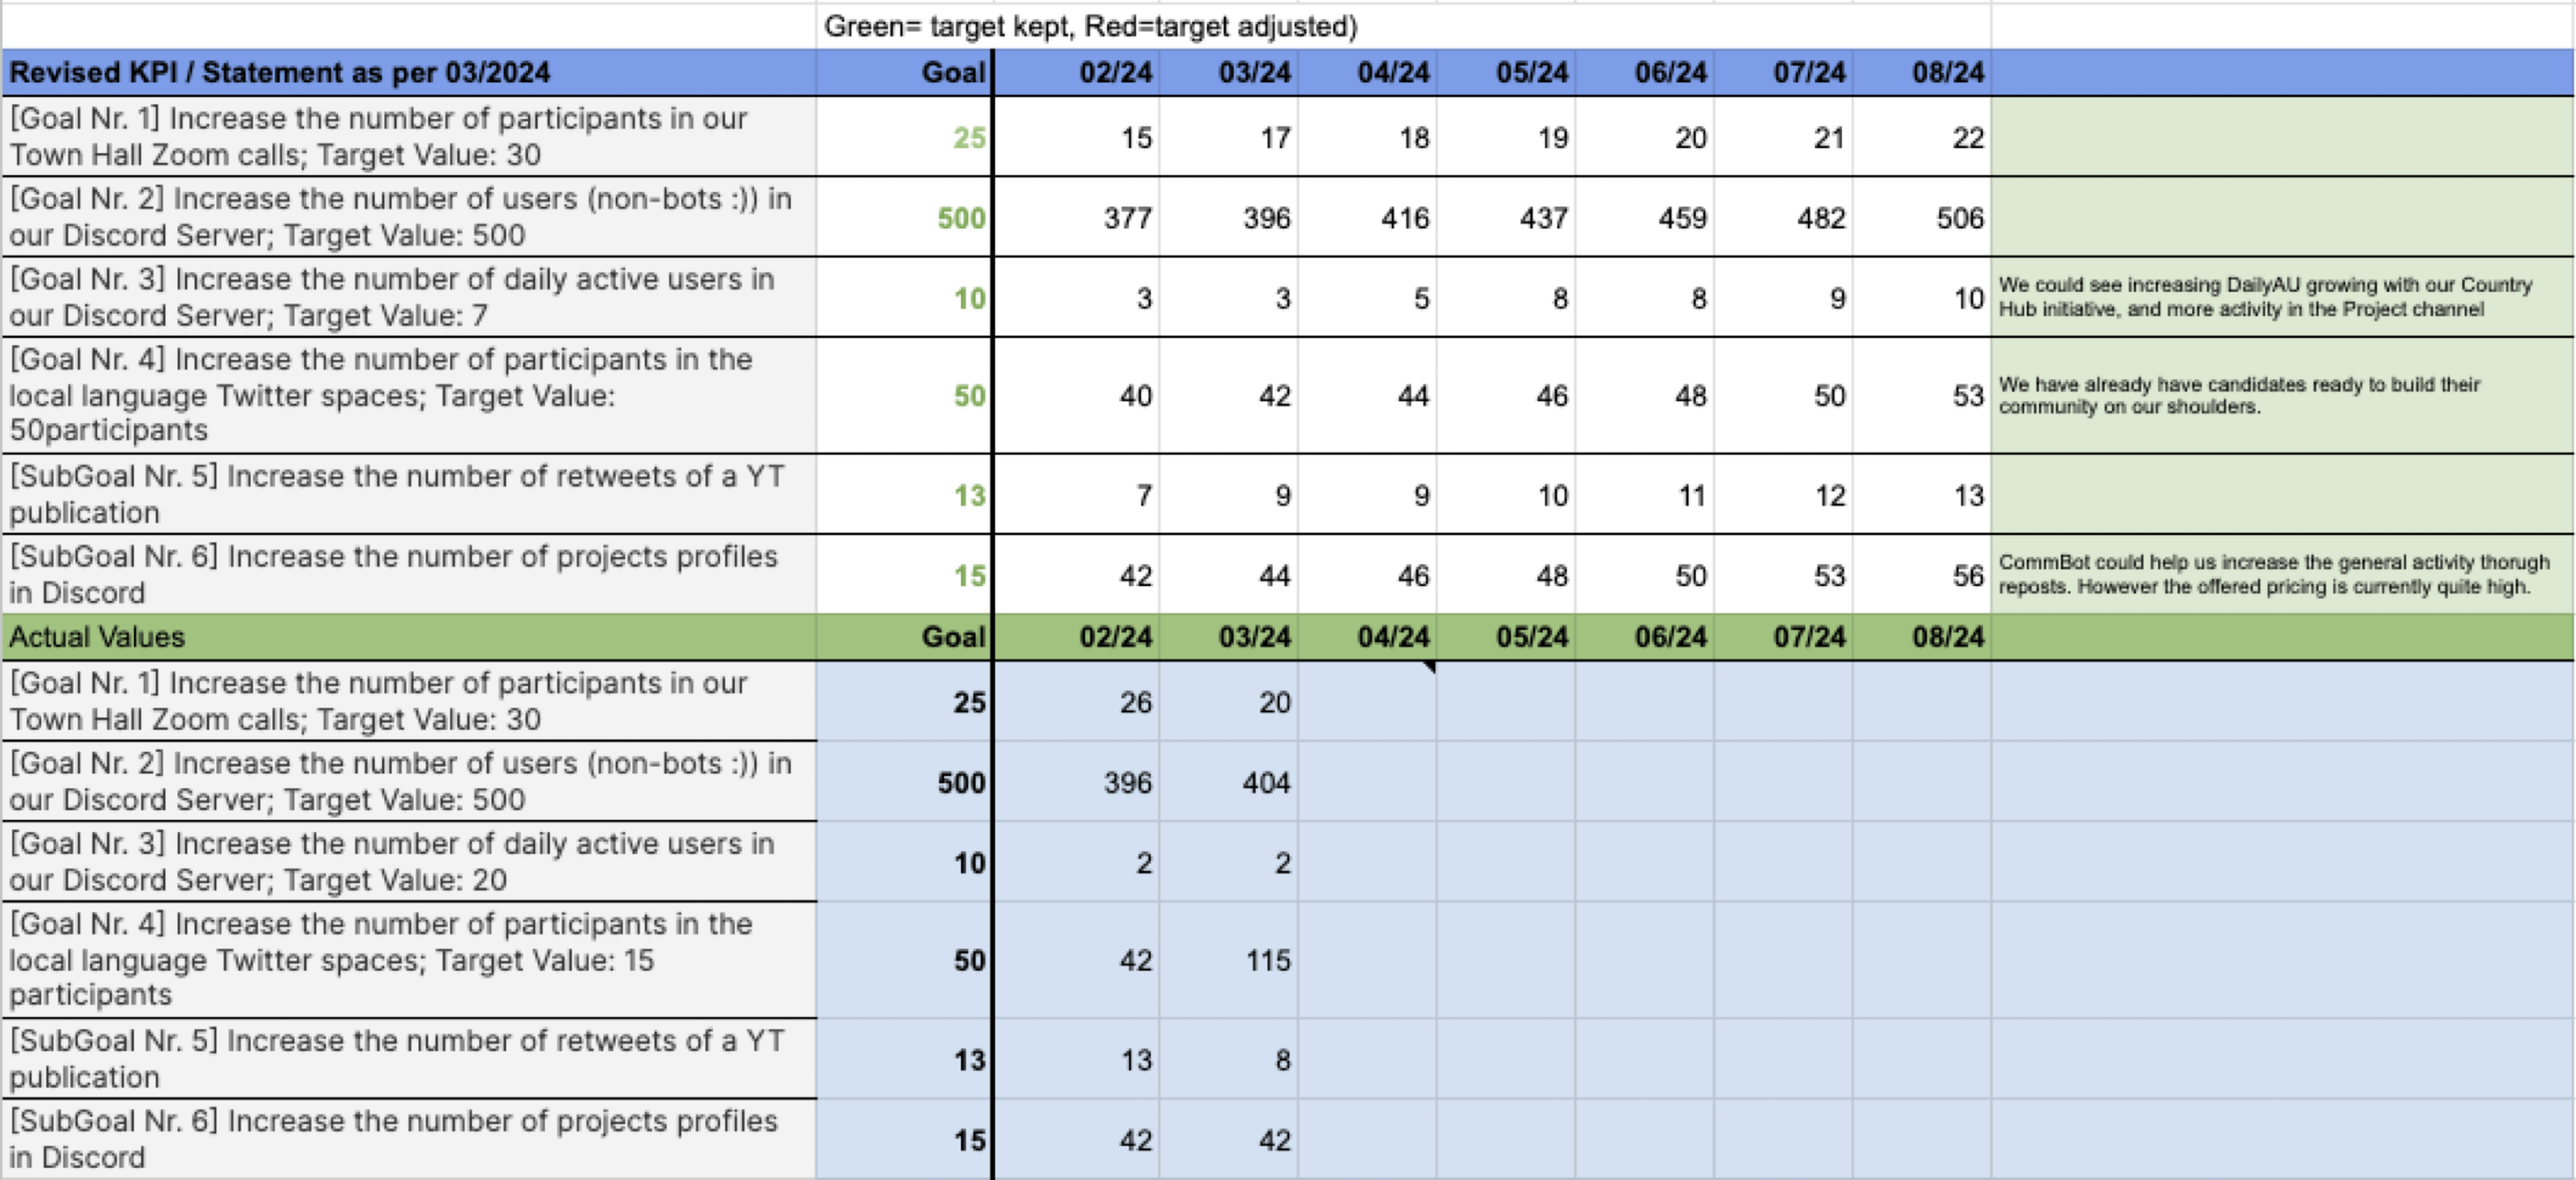 Green= target kept, Red=target adjusted)
Revised KPI / Statement as per 03/2024 Goal 02/24 03/24 04/24 05/24 06/24 07/24 08/24
[Goal Nr. 1] Increase the number of participants in our
Town Hall Zoom calls; Target Value: 30
25 15 17 18 19 20 21 22
[Goal Nr. 2] Increase the number of users (non-bots :)) in
our Discord Server; Target Value: 500
500 377 396 416 437 459 482 506
[Goal Nr. 3] Increase the number of daily active users in
our Discord Server; Target Value: 7
10 3 3 5 8 8 9 10
We could see increasing DailyAU growing with our Country
Hub initiative, and more activity in the Project channel
[Goal Nr. 4] Increase the number of participants in the
local language Twitter spaces; Target Value:
50participants
50 40 42 44 46 48 50 53
We have already have candidates ready to build their
community on our shoulders.
[SubGoal Nr. 5] Increase the number of retweets of a YT
publication
13 7 9 9 10 11 12 13
[SubGoal Nr. 6] Increase the number of projects profiles
in Discord
15 42 44 46 48 50 53 56
CommBot could help us increase the general activity thorugh
reposts. However the offered pricing is currently quite high.
Actual Values Goal 02/24 03/24 04/24 05/24 06/24 07/24 08/24
[Goal Nr. 1] Increase the number of participants in our
Town Hall Zoom calls; Target Value: 30
25 26 20
[Goal Nr. 2] Increase the number of users (non-bots :)) in
our Discord Server; Target Value: 500
500 396 404
[Goal Nr. 3] Increase the number of daily active users in
our Discord Server; Target Value: 20
10 2 2
[Goal Nr. 4] Increase the number of participants in the
local language Twitter spaces; Target Value: 15
participants
50 42 115
[SubGoal Nr. 5] Increase the number of retweets of a YT
publication
13 13 8
[SubGoal Nr. 6] Increase the number of projects profiles
in Discord
15 42 42